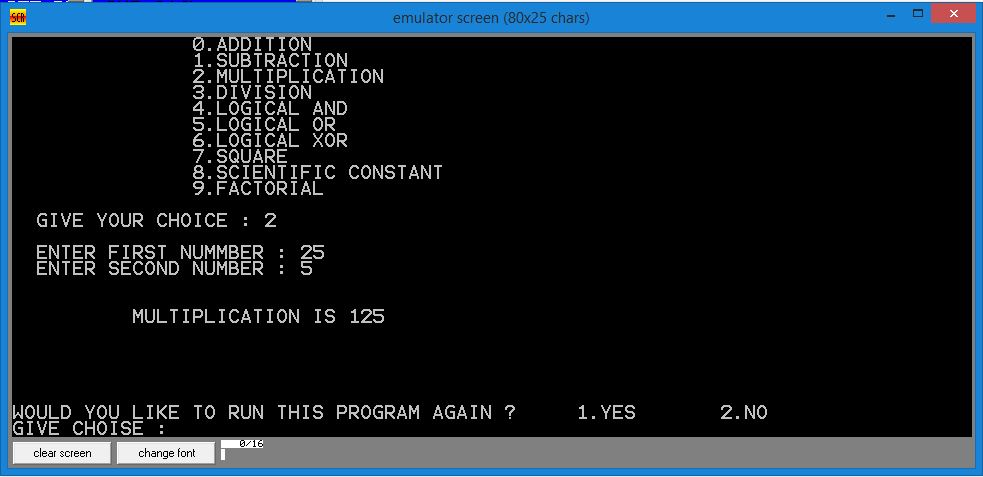 SCR
emulator screen (80x25 chars)
0.ADDITION
1.SUBTRACTION
2.MULTIPLICATION
3.DIVISION
4.LOGICAL AND
5.LOGICAL OR
6.LOGICAL XOR
7.SQUARE
8.SCIENTIFIC CONSTANT
9.FACTORIAL
GIVE YOUR CHOICE : 2
ENTER FIRST NUMMBER : 25
ENTER SECOND NUMBER : 5
MULTIPLICATION IS 125
WOULD YOU LIKE TO RUN THIS PROGRAM AGAIN ? 1.YES 2.NO
GIVE CHOISE :
clear screen change font 0/16